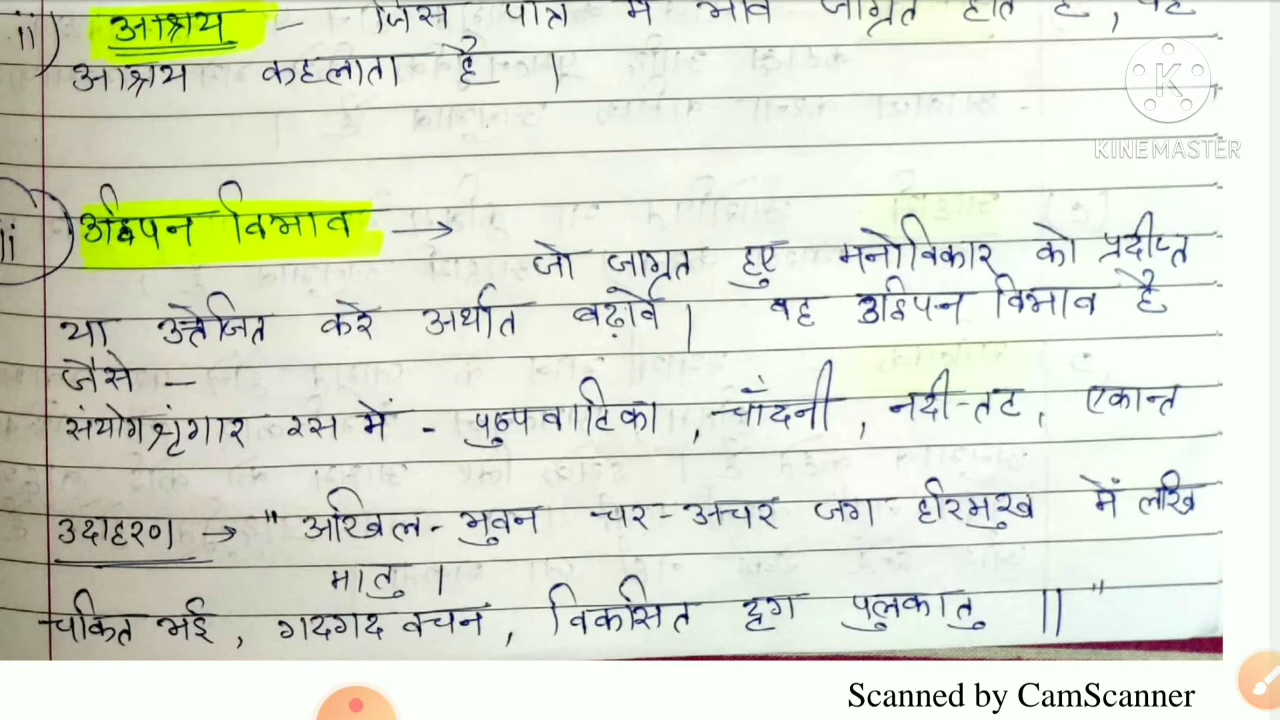 ii) आश्रय - जिस पात्र में भाव जाग्रत होते है, वह
आश्रय कहलाता है ।
KINEMASTER
ii) उद्दिपन विभाव →
जो जाग्रत हुए मनोविकार को प्रदीप्त
या उत्तेजित करे अर्थात बढ़ावे । वह उद्दिपन विभाव है
जैसे -
संयोगशृंगार रस में - पुष्पवाटिका, चाँदनी, नदी-तट, एकान्त
उदाहरण → " अखिल - भुवन चर - अचर जग हरिमुख में लखि
मातु ।
चकित भई, गदगद वचन, विकसित दृग पुलकातु ॥ "
Scanned by CamScanner